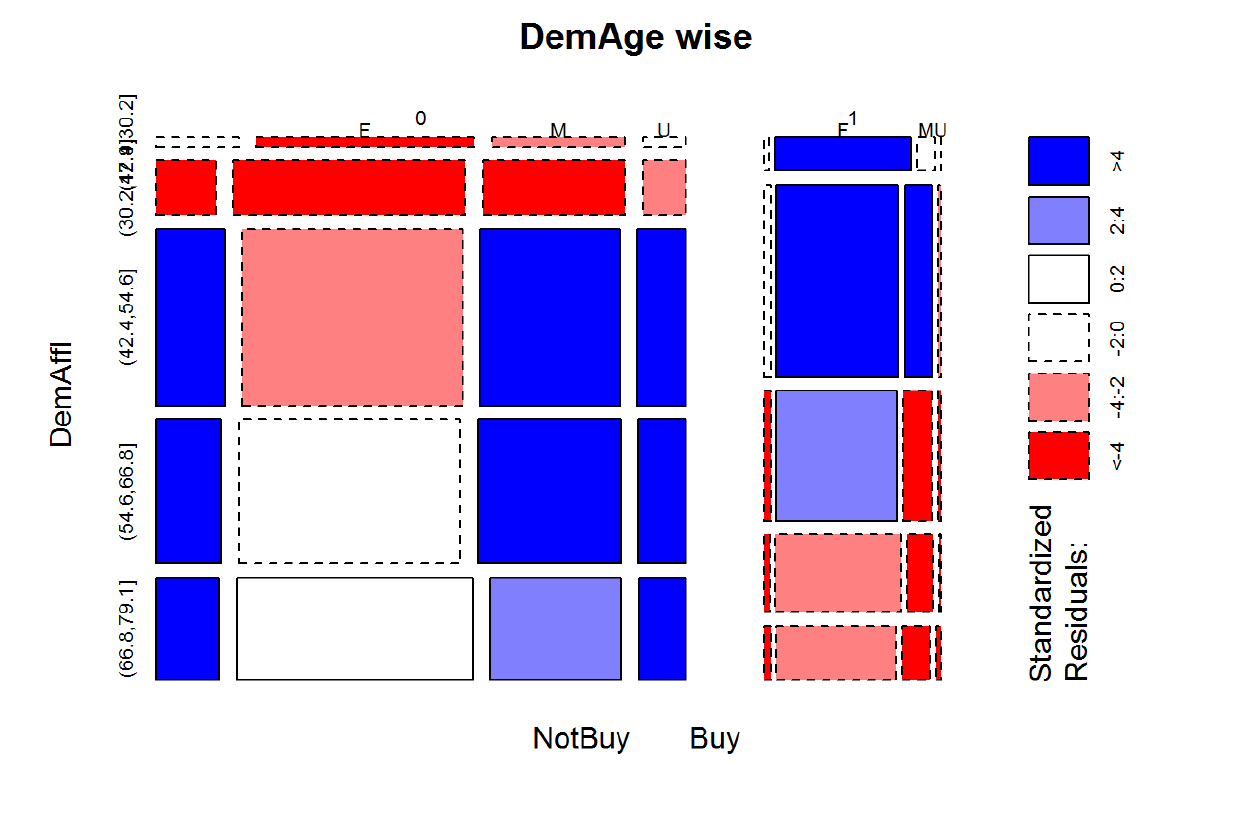 DemAge wise
0
1
F
M
U
F
MU
(42.4,54.6]
(54.6,66.8]
(66.8,79.1]
DemAffl
NotBuy Buy
>4
2:4
0:2
-2:0
-4:-2
<-4
Standardized
Residuals: